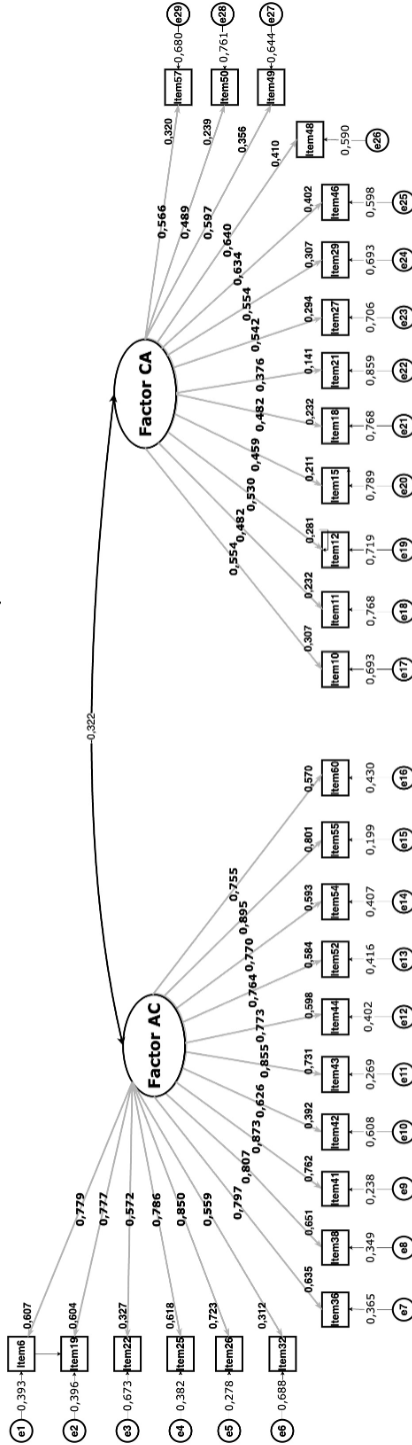 e1 0,393 Item6 0,607
e2 0,396 Item19 0,604
e3 0,673 Item22 0,327
e4 0,382 Item25 0,618
e5 0,278 Item26 0,723
e6 0,688 Item32 0,312
0,779
0,777
0,572
0,786
0,850
0,559
0,322
Factor AC
Factor CA
0,797 0,807 0,873 0,626 0,855 0,773 0,764 0,770 0,895 0,755
0,635 0,651 0,762 0,392 0,731 0,598 0,584 0,593 0,801 0,570
Item36 Item38 Item41 Item42 Item43 Item44 Item52 Item54 Item55 Item60
0,365 0,349 0,238 0,608 0,269 0,402 0,416 0,407 0,199 0,430
e7 e8 e9 e10 e11 e12 e13 e14 e15 e16
0,566
0,489
0,597
0,320 Item57 0,680 e29
0,239 Item50 0,761 e28
0,356 Item49 0,644 e27
0,554 0,482 0,530 0,459 0,482 0,376 0,542 0,554 0,634 0,640
0,307 0,232 0,281 0,211 0,232 0,141 0,294 0,307 0,402 0,410
Item10 Item11 Item12 Item15 Item18 Item21 Item27 Item29 Item46 Item48
0,693 0,768 0,719 0,789 0,768 0,859 0,706 0,693 0,598 0,590
e17 e18 e19 e20 e21 e22 e23 e24 e25 e26